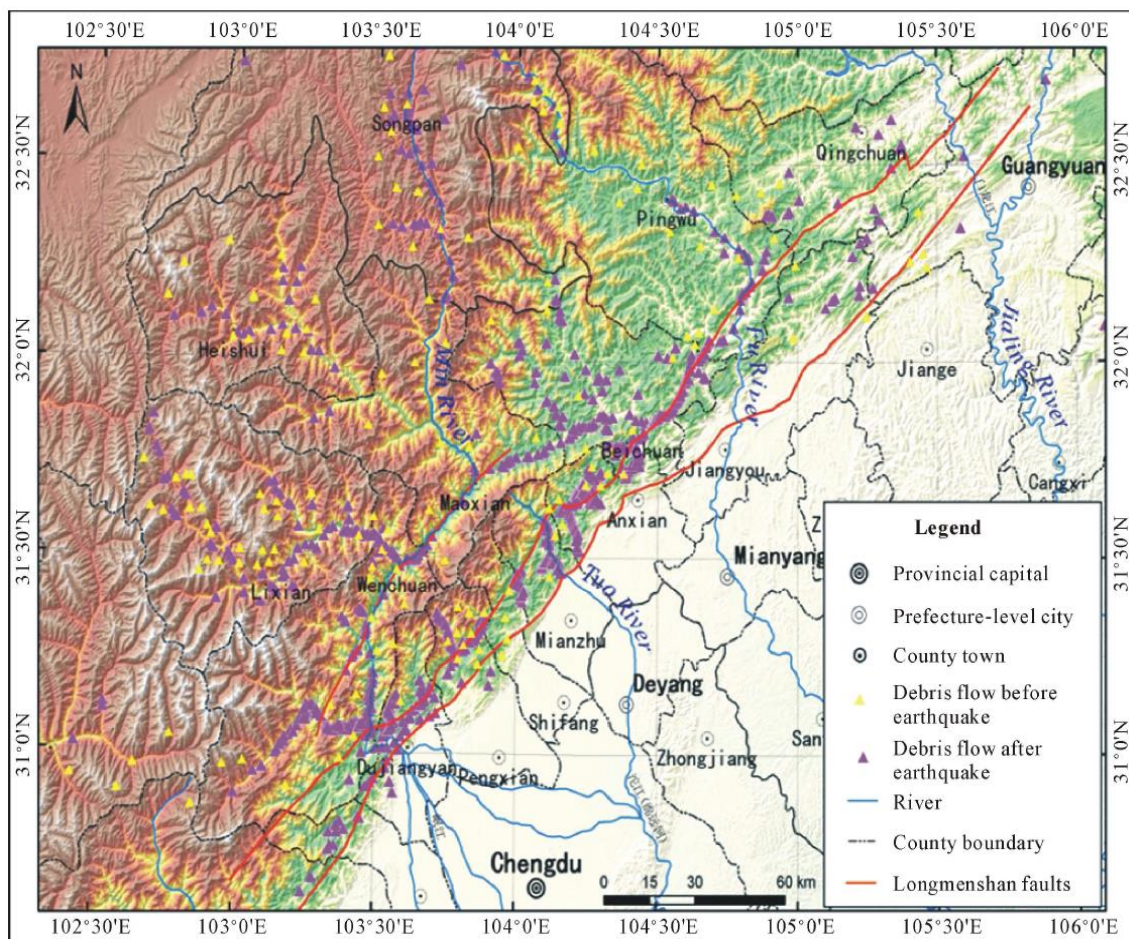 102°30'E 103°0'E 103°30'E 104°0'E 104°30'E 105°0'E 105°30'E 106°0'E
N
32°30'N
32°0'N
31°30'N
31°0'N
32°30'N
32°0'N
31°30'N
31°0'N
Songpan
Qingchuan
Guangyuan
Pingwu
Heishui
Min River
Fu River
Jialing River
Jiange
Beichuan
Jiangyou
Cangxi
Maoxian
Anxian
Mianyang
Lixian
Wenchuan
Tuo River
Mianzhu
Deyang
Shifang
Zhongjiang
San
Dujiangyan
Pengxian
Chengdu
0 15 30 45 60 km
Legend
Provincial capital
Prefecture-level city
County town
Debris flow before
earthquake
Debris flow after
earthquake
River
County boundary
Longmenshan faults
102°30'E 103°0'E 103°30'E 104°0'E 104°30'E 105°0'E 105°30'E 106°0'E